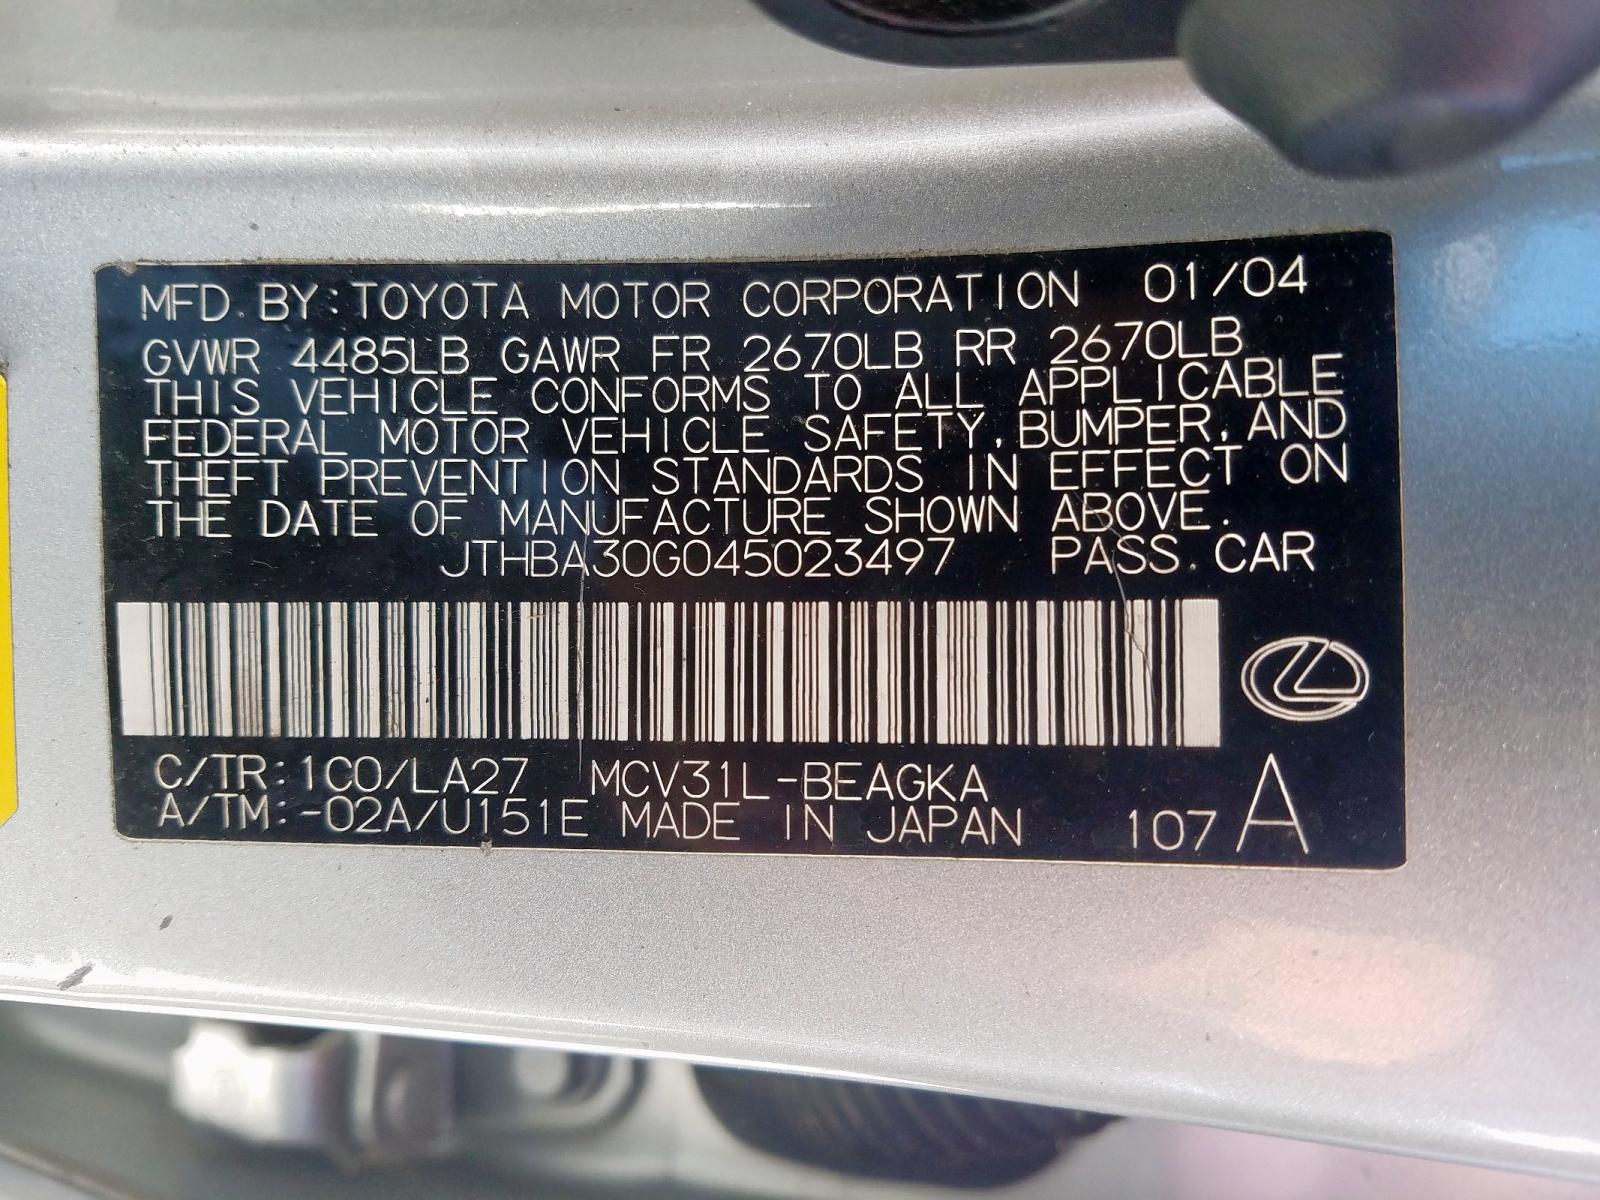 MFD. BY: TOYOTA MOTOR CORPORATION 01/04
GVWR 4485LB GAWR FR 2670LB RR 2670LB
THIS VEHICLE CONFORMS TO ALL APPLICABLE
FEDERAL MOTOR VEHICLE SAFETY, BUMPER, AND
THEFT PREVENTION STANDARDS IN EFFECT ON
THE DATE OF MANUFACTURE SHOWN ABOVE.
JTHBA30G045023497 PASS. CAR
C/TR: 1C0/LA27 MCV31L-BEAGKA
A/TM: -02A/U151E MADE IN JAPAN 107 A